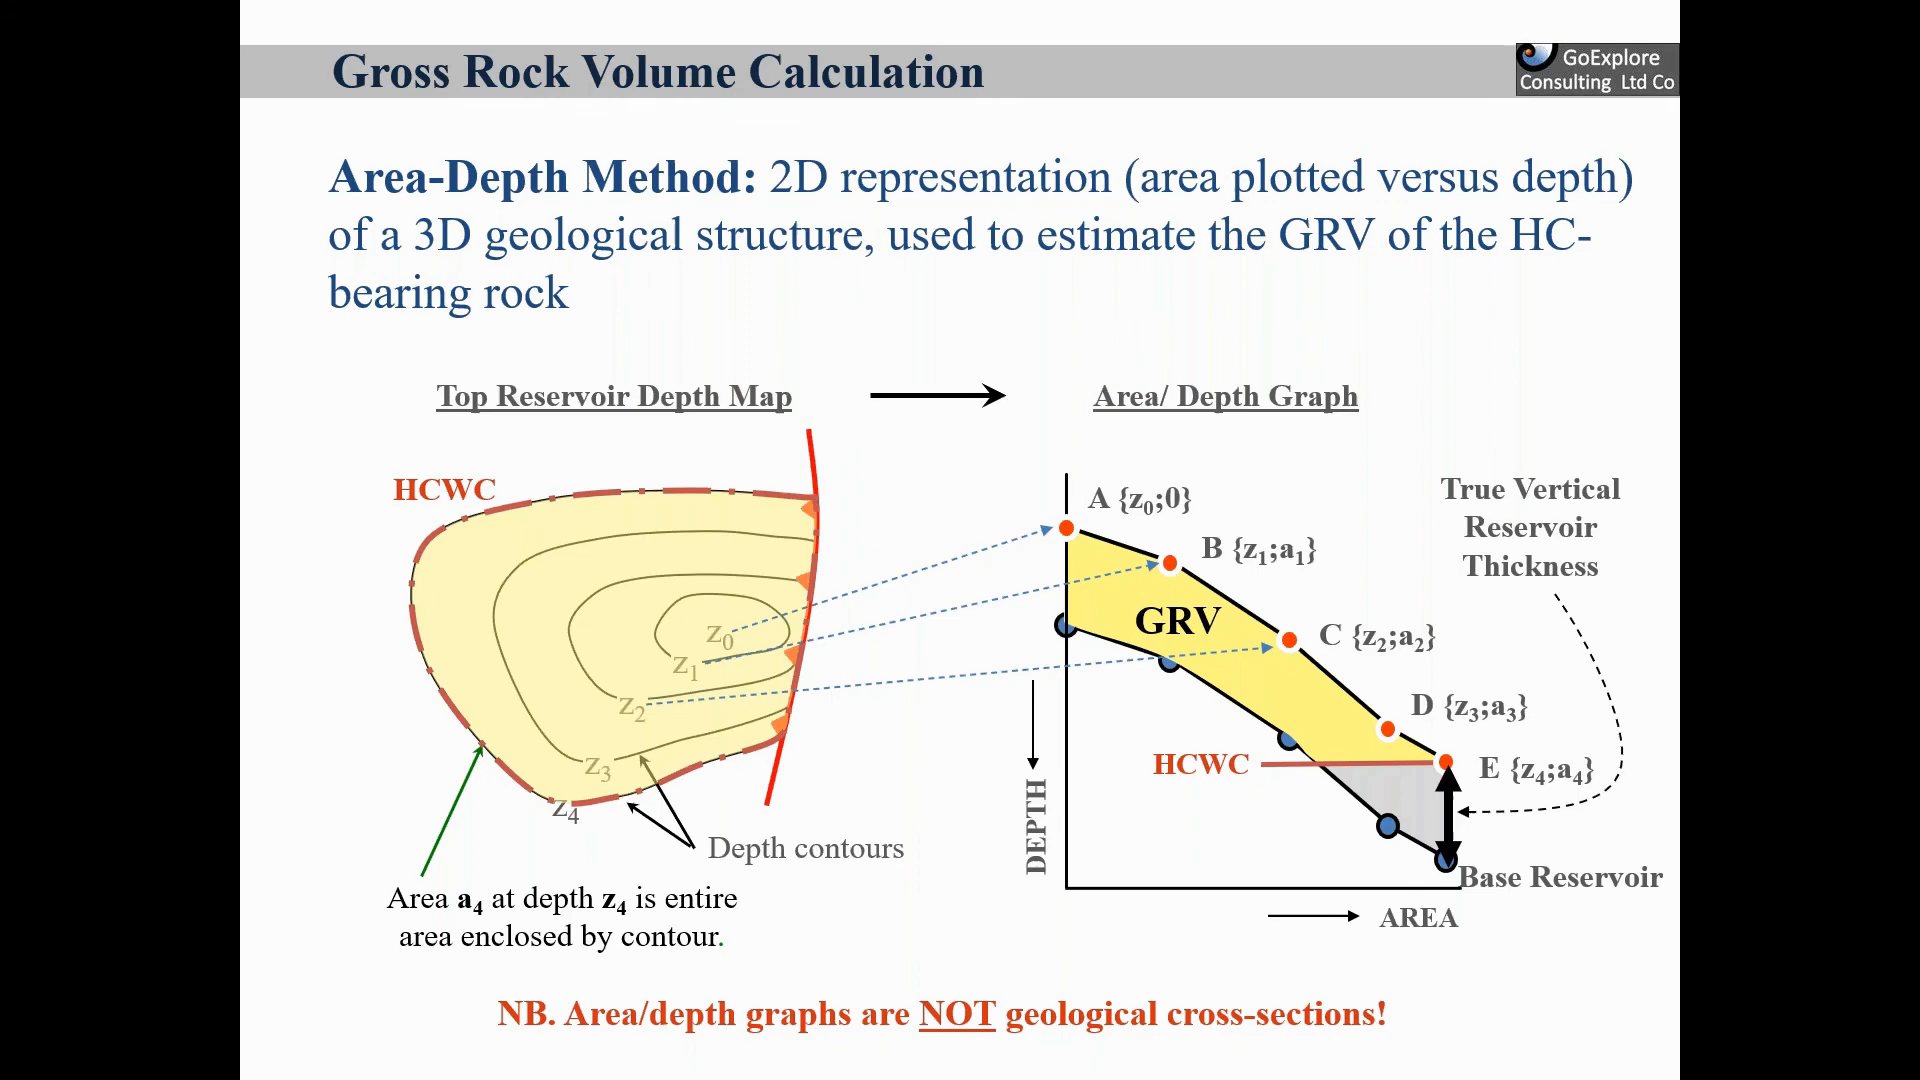 Gross Rock Volume Calculation
GoExplore
Consulting Ltd Co
Area-Depth Method: 2D representation (area plotted versus depth)
of a 3D geological structure, used to estimate the GRV of the HC-
bearing rock
Top Reservoir Depth Map
Area/ Depth Graph
HCWC
z0
z1
z2
z3
z4
Depth contours
Area a4 at depth z4 is entire
area enclosed by contour.
A {z0;0}
B {z1;a1}
C {z2;a2}
D {z3;a3}
E {z4;a4}
GRV
HCWC
True Vertical
Reservoir
Thickness
DEPTH
Base Reservoir
AREA
NB. Area/depth graphs are NOT geological cross-sections!